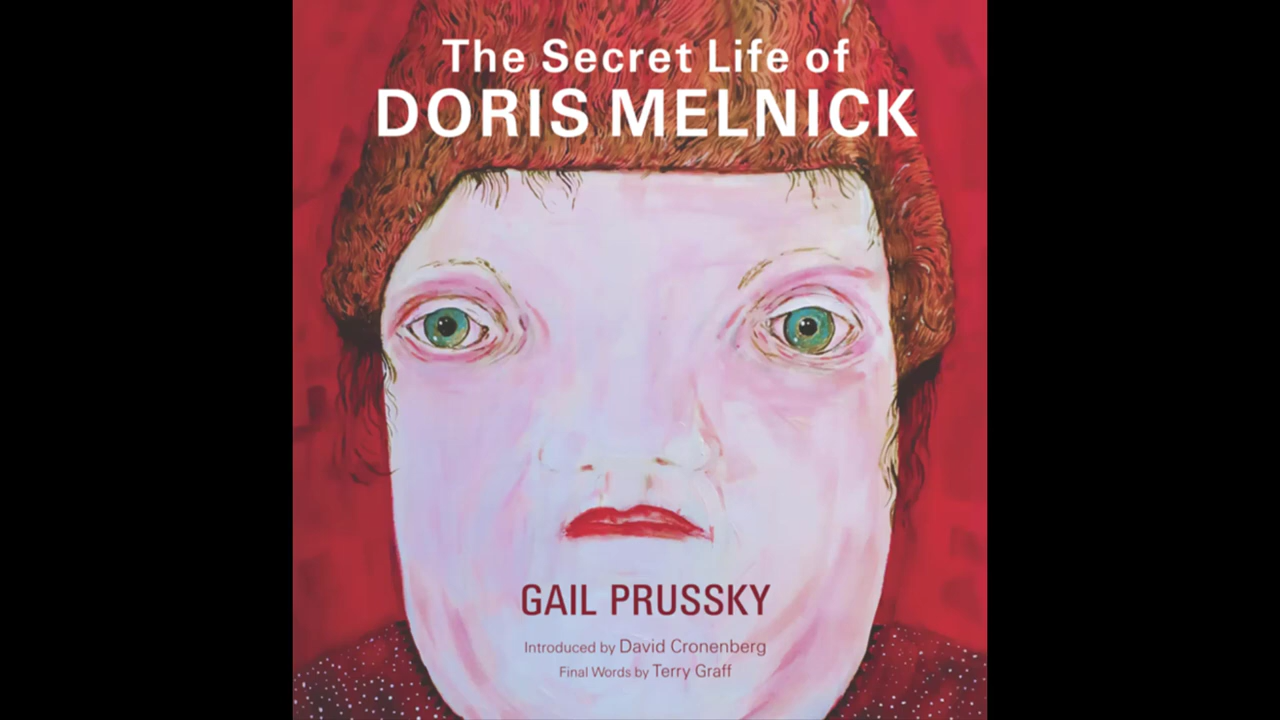 The Secret Life of
DORIS MELNICK
GAIL PRUSSKY
Introduced by David Cronenberg
Final Words by Terry Graff